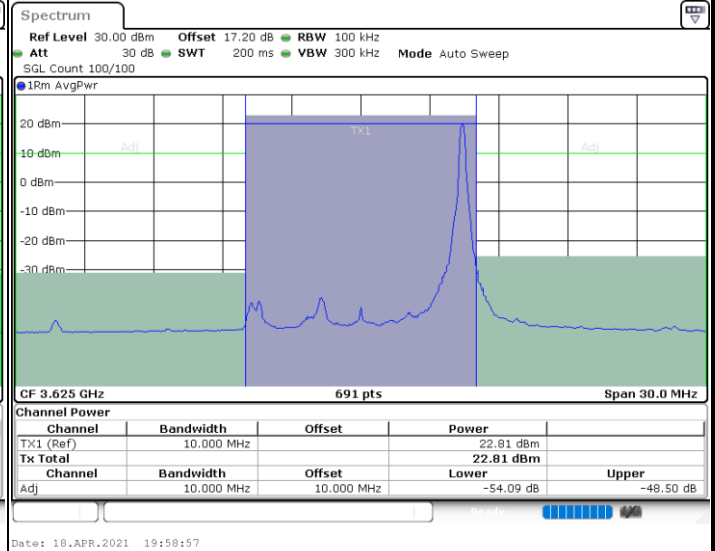 Spectrum
Ref Level 30.00 dBm Offset 17.20 dB RBW 100 kHz
Att 30 dB SWT 200 ms VBW 300 kHz Mode Auto Sweep
SGL Count 100/100
1Rm AvgPwr
20 dBm
TX1
Adj
Adj
10 dBm
0 dBm
-10 dBm
-20 dBm
-30 dBm
CF 3.625 GHz 691 pts Span 30.0 MHz
Channel Power
Channel Bandwidth Offset Power
TX1 (Ref) 10.000 MHz 22.81 dBm
Tx Total 22.81 dBm
Channel Bandwidth Offset Lower Upper
Adj 10.000 MHz 10.000 MHz -54.09 dB -48.50 dB
Ready
Date: 18.APR.2021 19:58:57